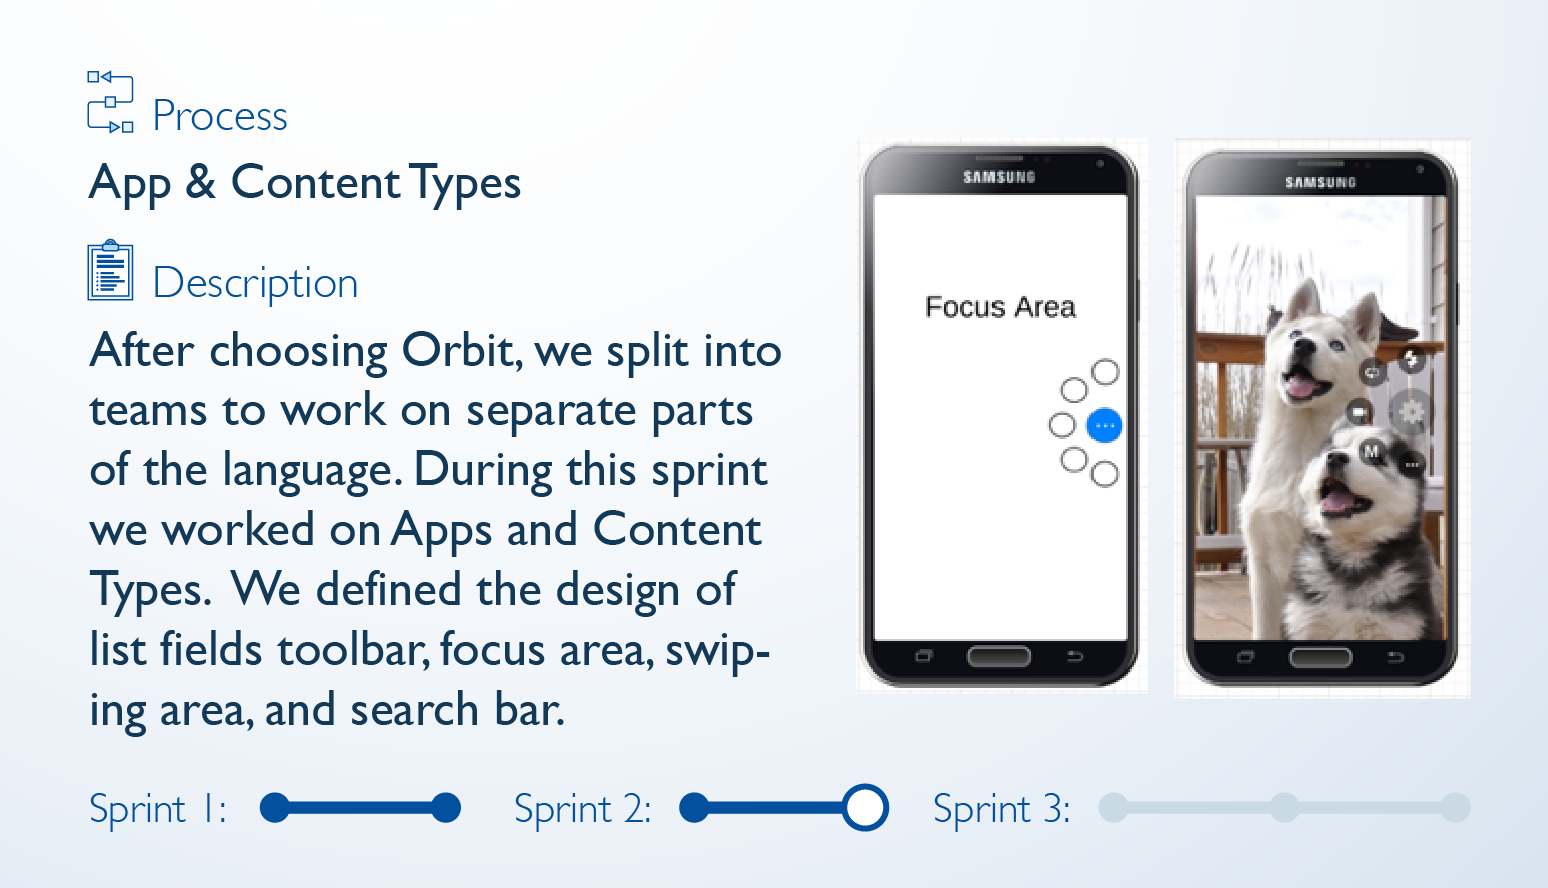 Process
App & Content Types
Description
After choosing Orbit, we split into
teams to work on separate parts
of the language. During this sprint
we worked on Apps and Content
Types.  We defined the design of
list fields toolbar, focus area, swip-
ing area, and search bar.
SAMSUNG
Focus Area
SAMSUNG
M
Sprint 1:
Sprint 2:
Sprint 3: